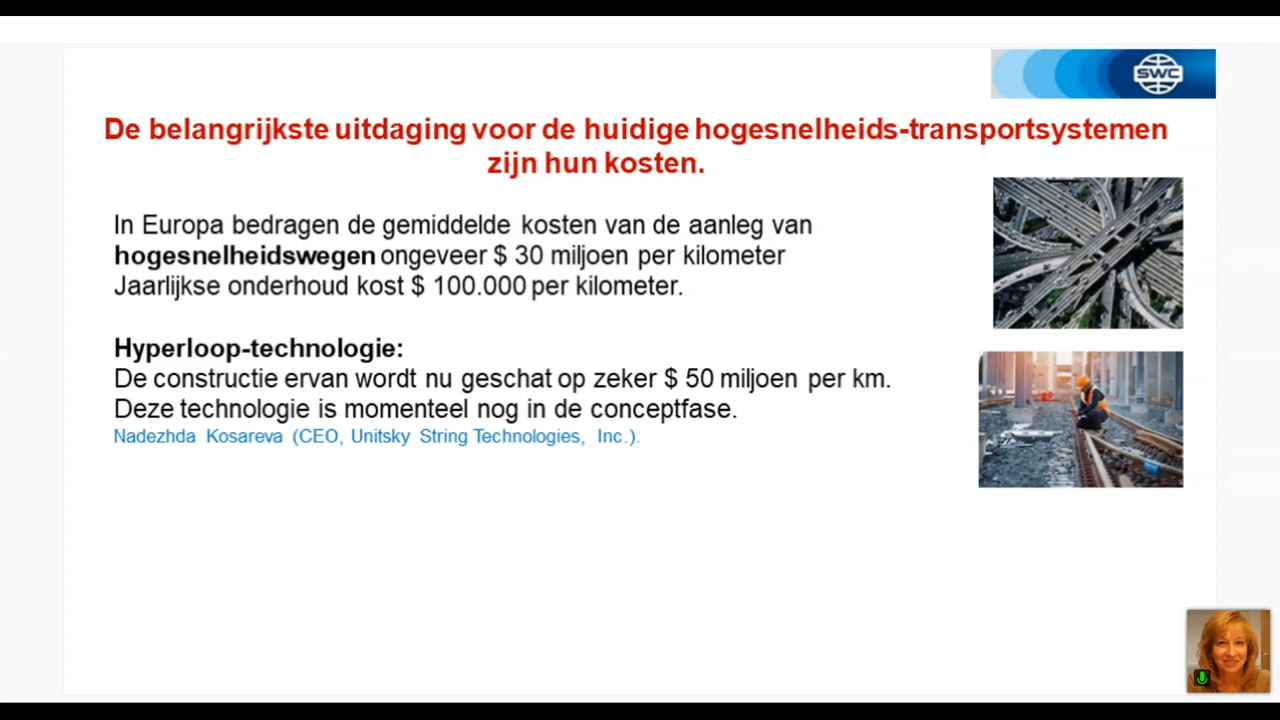 SWC
De belangrijkste uitdaging voor de huidige hogesnelheids-transportsystemen
zijn hun kosten.
In Europa bedragen de gemiddelde kosten van de aanleg van
hogesnelheidswegen ongeveer $ 30 miljoen per kilometer
Jaarlijkse onderhoud kost $ 100.000 per kilometer.
Hyperloop-technologie:
De constructie ervan wordt nu geschat op zeker $ 50 miljoen per km.
Deze technologie is momenteel nog in de conceptfase.
Nadezhda Kosareva (CEO, Unitsky String Technologies, Inc.).